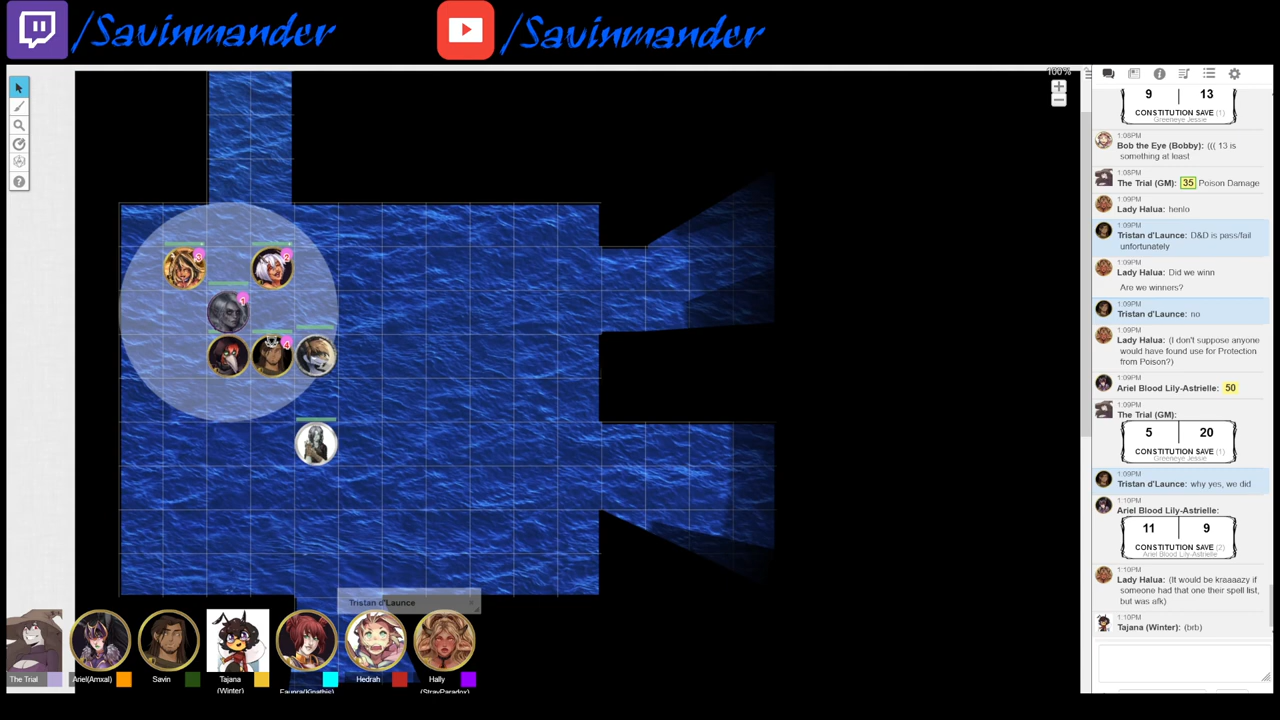 /Savinmander
/Savinmander
100%
9 13
CONSTITUTION SAVE (1)
Greeneye Jessie
1:08PM
Bob the Eye (Bobby): ((( 13 is
something at least
1:08PM
The Trial (GM): 35 Poison Damage
1:09PM
Lady Halua: henlo
1:09PM
Tristan d'Launce: D&D is pass/fail
unfortunately
1:09PM
Lady Halua: Did we winn
Are we winners?
1:09PM
Tristan d'Launce: no
1:09PM
Lady Halua: (I don't suppose anyone
would have found use for Protection
from Poison?)
1:09PM
Ariel Blood Lily-Astrielle: 50
1:09PM
The Trial (GM):
5 20
CONSTITUTION SAVE (1)
Greeneye Jessie
1:09PM
Tristan d'Launce: why yes, we did
1:10PM
Ariel Blood Lily-Astrielle:
11 9
CONSTITUTION SAVE (2)
Ariel Blood Lily-Astrielle
1:10PM
Lady Halua: (It would be kraaaazy if
someone had that one their spell list,
but was afk)
1:10PM
Tajana (Winter): (brb)
3
2
1
4
Tristan d'Launce
The Trial
Ariel(Amxal)
Savin
Tajana
(Winter)
Hedrah
Hally
(StrayParadox)